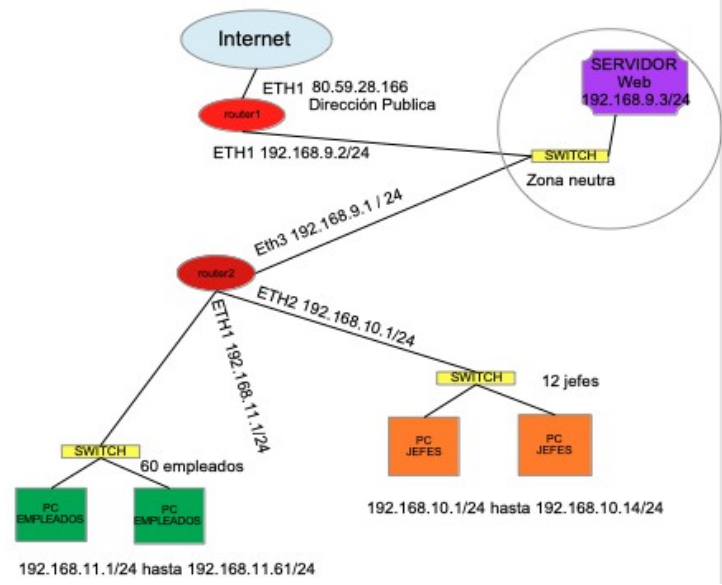 Internet
ETH1 80.59.28.166
Dirección Publica
router1
ETH1 192.168.9.2/24
SERVIDOR
Web
192.168.9.3/24
SWITCH
Zona neutra
Eth3 192.168.9.1 / 24
router2
ETH2 192.168.10.1/24
ETH1 192.168.11.1/24
SWITCH
12 jefes
PC
JEFES
PC
JEFES
192.168.10.1/24 hasta 192.168.10.14/24
SWITCH
60 empleados
PC
EMPLEADOS
PC
EMPLEADOS
192.168.11.1/24 hasta 192.168.11.61/24